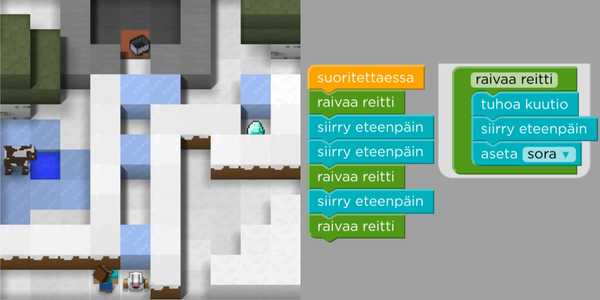 suoritettaessa
raivaa reitti
siirry eteenpäin
siirry eteenpäin
raivaa reitti
siirry eteenpäin
raivaa reitti
raivaa reitti
tuhoa kuutio
siirry eteenpäin
aseta sora